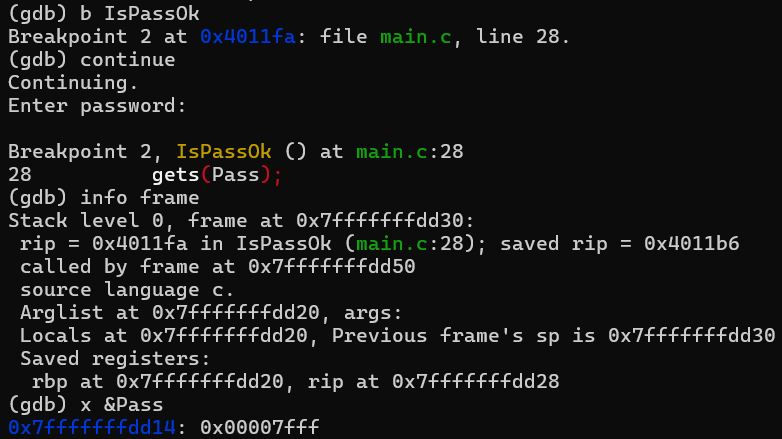 (gdb) b IsPassOk
Breakpoint 2 at 0x4011fa: file main.c, line 28.
(gdb) continue
Continuing.
Enter password:
Breakpoint 2, IsPassOk () at main.c:28
28          gets(Pass);
(gdb) info frame
Stack level 0, frame at 0x7fffffffdd30:
 rip = 0x4011fa in IsPassOk (main.c:28); saved rip = 0x4011b6
 called by frame at 0x7fffffffdd50
 source language c.
 Arglist at 0x7fffffffdd20, args:
 Locals at 0x7fffffffdd20, Previous frame's sp is 0x7fffffffdd30
 Saved registers:
  rbp at 0x7fffffffdd20, rip at 0x7fffffffdd28
(gdb) x &Pass
0x7fffffffdd14: 0x00007fff